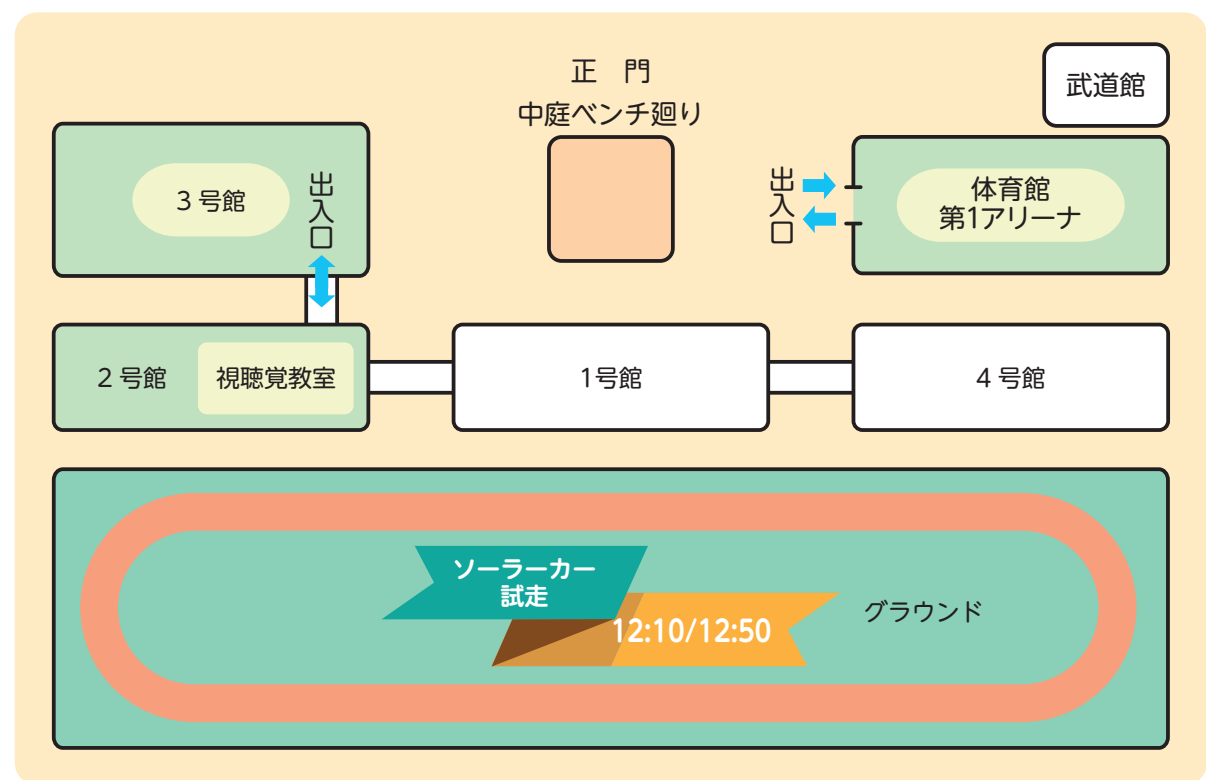 正　門
中庭ベンチ廻り
武道館
3 号館
出入口
出入口
体育館
第1アリーナ
2 号館
視聴覚教室
1号館
4 号館
ソーラーカー
試走
12:10/12:50
グラウンド